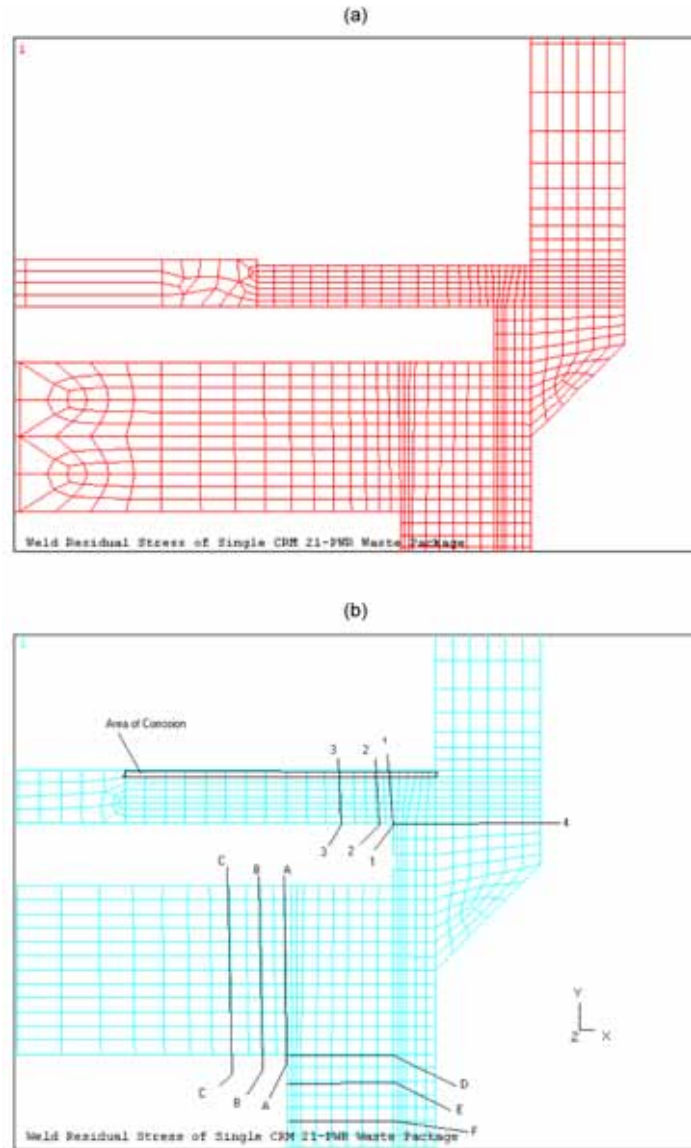 (a)
1
Weld Residual Stress of Single CRM 21-PWR Waste Package
(b)
1
Area of Corrosion
3 2 1
4
3 2 1
C B A
Y
Z X
C B A
D
E
F
Weld Residual Stress of Single CRM 21-PWR Waste Package